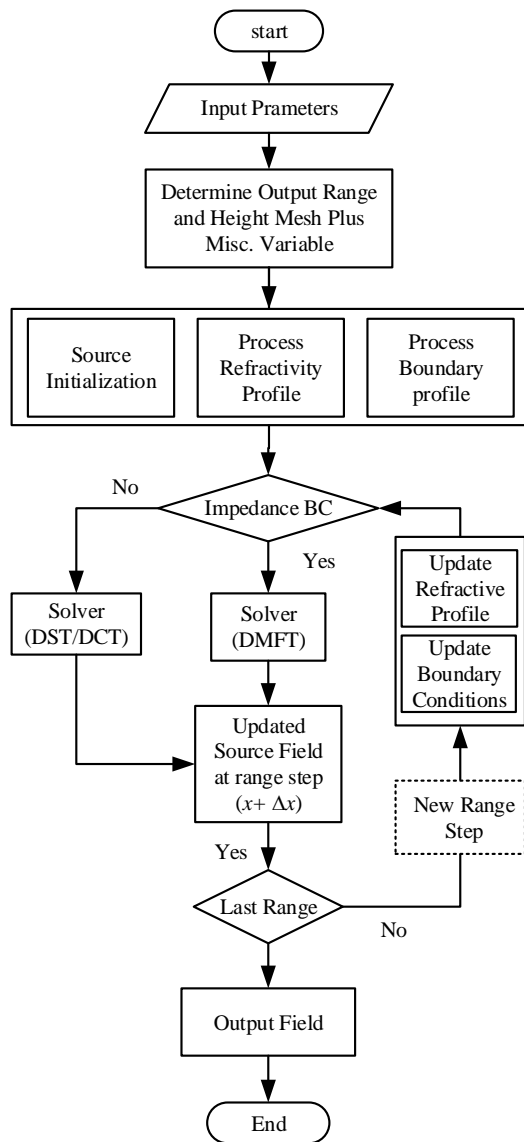 start
Input Prameters
Determine Output Range
and Height Mesh Plus
Misc. Variable
Source
Initialization
Process
Refractivity
Profile
Process
Boundary
profile
No
Impedance BC
Yes
Update
Refractive
Profile
Update
Boundary
Conditions
Solver
(DST/DCT)
Solver
(DMFT)
Updated
Source Field
at range step
(x+ Δx)
New Range
Step
Yes
Last Range
No
Output Field
End